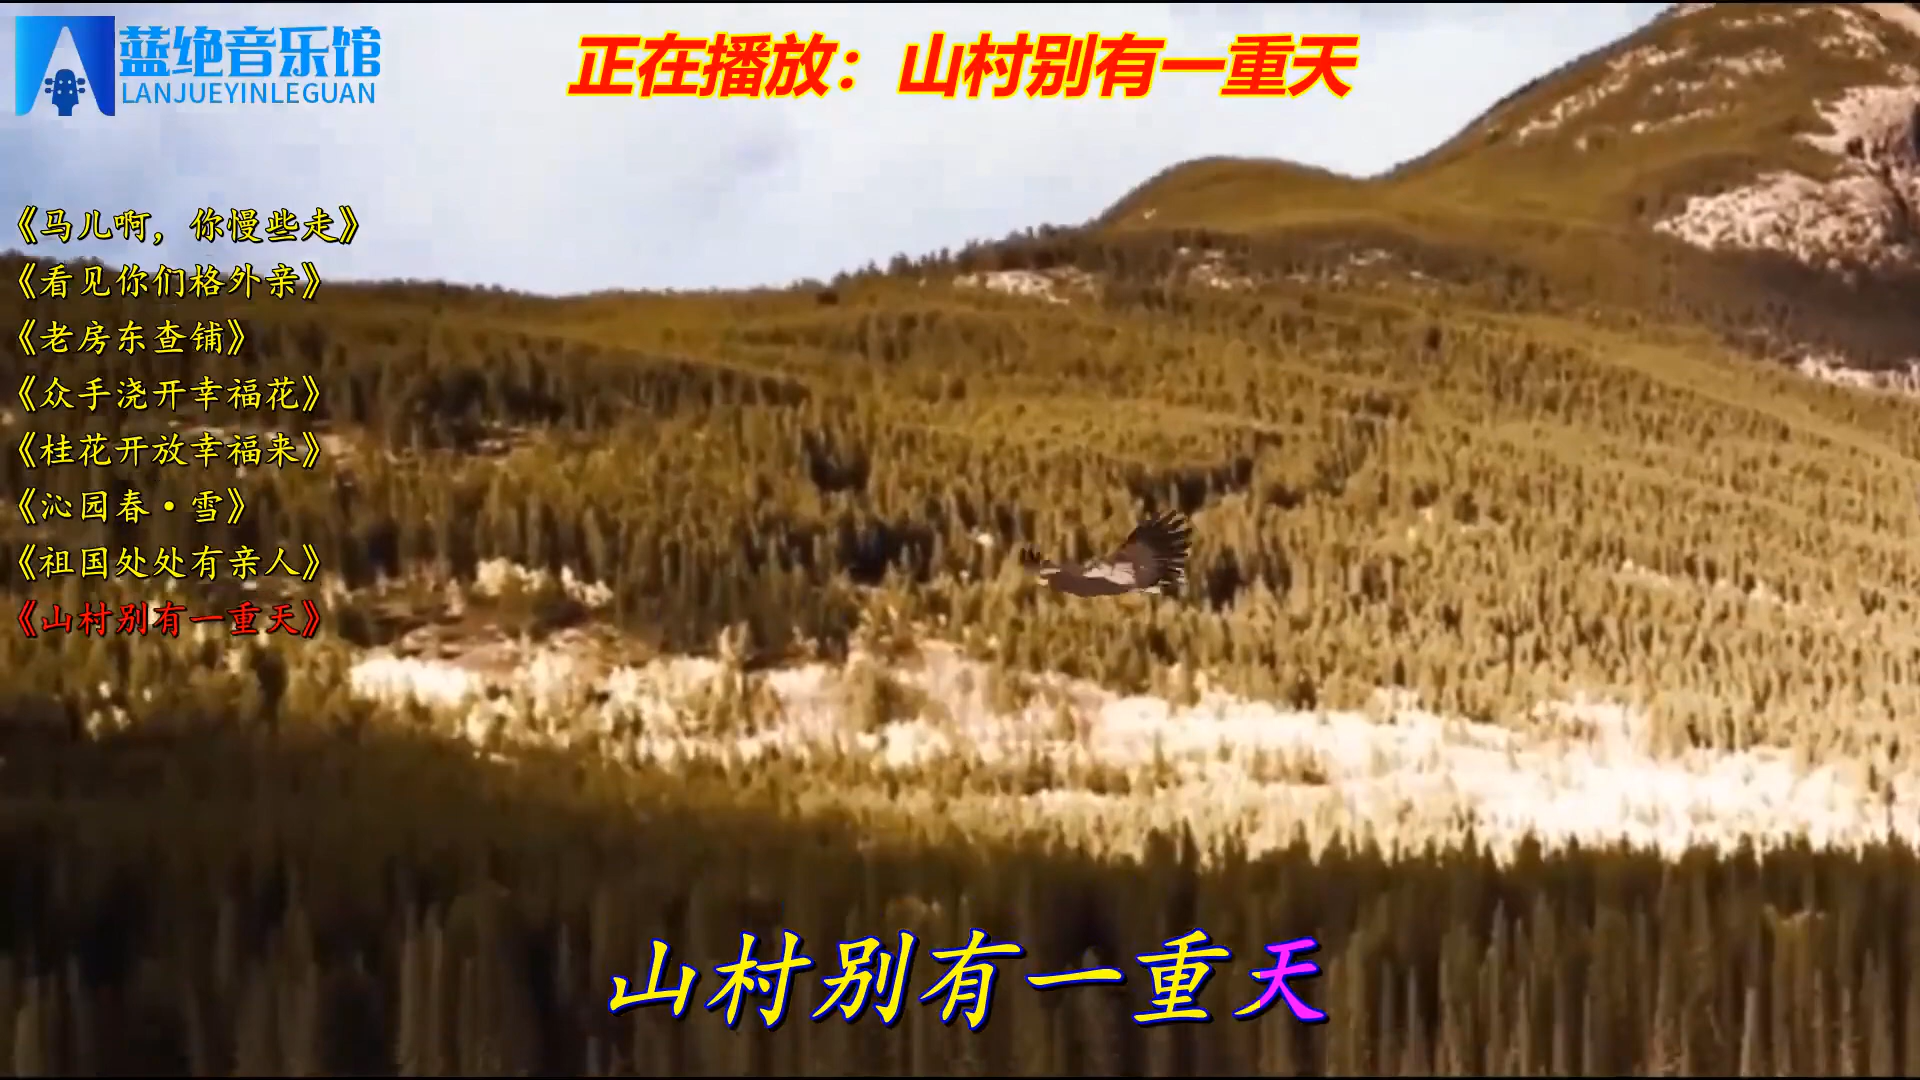 蓝绝音乐馆
LANJUEYINLEGUAN
正在播放：山村别有一重天
《马儿啊，你慢些走》
《看见你们格外亲》
《老房东查铺》
《众手浇开幸福花》
《桂花开放幸福来》
《沁园春·雪》
《祖国处处有亲人》
《山村别有一重天》
山村别有一重天